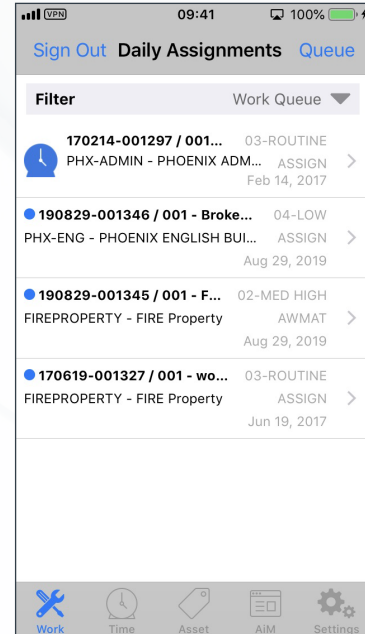 VPN 09:41 100%
Sign Out Daily Assignments Queue
Filter Work Queue
170214-001297 / 001... 03-ROUTINE
PHX-ADMIN - PHOENIX ADM... ASSIGN
Feb 14, 2017
190829-001346 / 001 - Broke... 04-LOW
PHX-ENG - PHOENIX ENGLISH BUI... ASSIGN
Aug 29, 2019
190829-001345 / 001 - F... 02-MED HIGH
FIREPROPERTY - FIRE Property AWMAT
Aug 29, 2019
170619-001327 / 001 - wo... 03-ROUTINE
FIREPROPERTY - FIRE Property ASSIGN
Jun 19, 2017
Work Time Asset AiM Settings